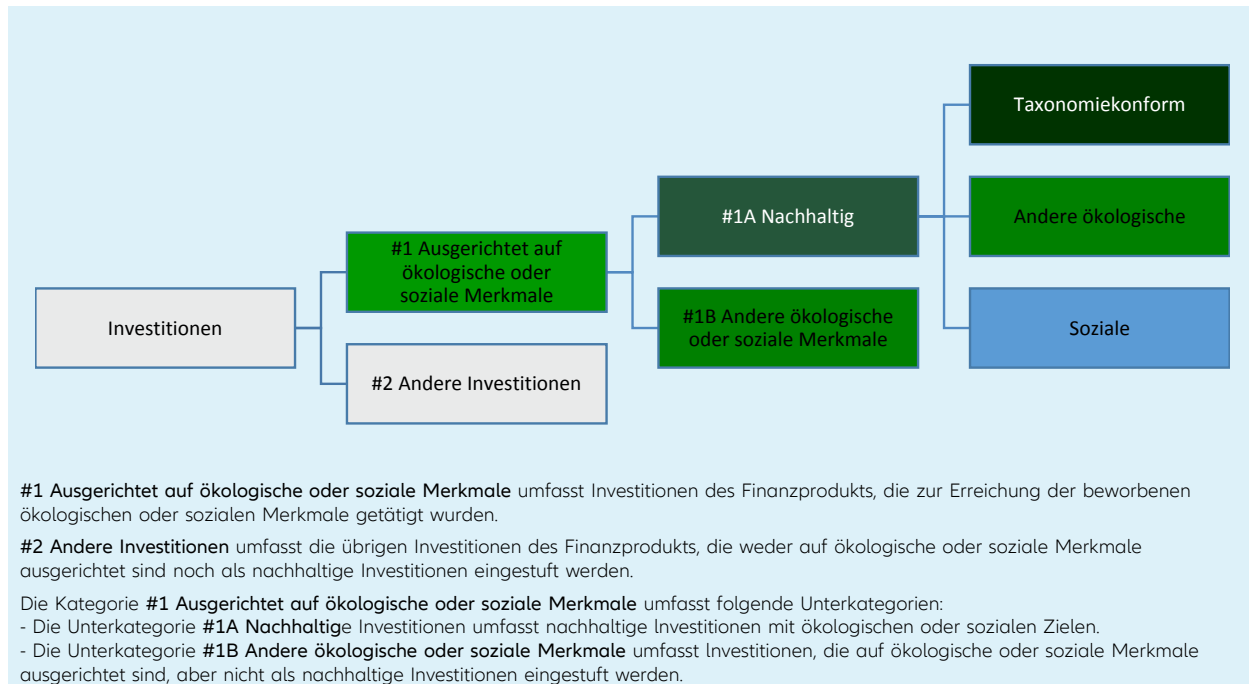 Taxonomiekonform
#1A Nachhaltig
Andere ökologische
#1 Ausgerichtet auf
ökologische oder
soziale Merkmale
Investitionen
#1B Andere ökologische
oder soziale Merkmale
Soziale
#2 Andere Investitionen
#1 Ausgerichtet auf ökologische oder soziale Merkmale umfasst Investitionen des Finanzprodukts, die zur Erreichung der beworbenen
ökologischen oder sozialen Merkmale getätigt wurden.
#2 Andere Investitionen umfasst die übrigen Investitionen des Finanzprodukts, die weder auf ökologische oder soziale Merkmale
ausgerichtet sind noch als nachhaltige Investitionen eingestuft werden.
Die Kategorie #1 Ausgerichtet auf ökologische oder soziale Merkmale umfasst folgende Unterkategorien:
- Die Unterkategorie #1A Nachhaltige Investitionen umfasst nachhaltige Investitionen mit ökologischen oder sozialen Zielen.
- Die Unterkategorie #1B Andere ökologische oder soziale Merkmale umfasst Investitionen, die auf ökologische oder soziale Merkmale
ausgerichtet sind, aber nicht als nachhaltige Investitionen eingestuft werden.